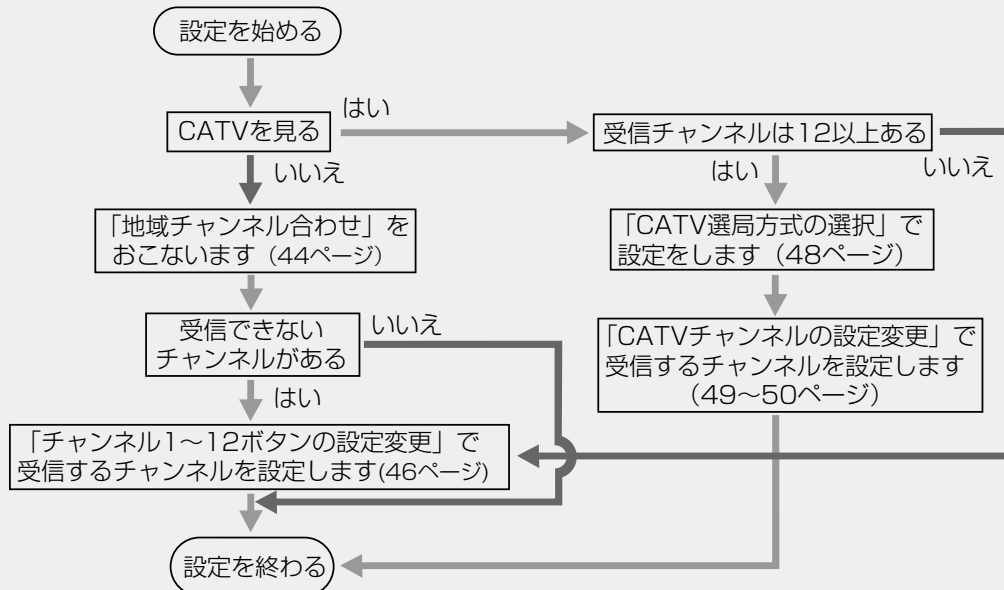 設定を始める
CATVを見る
はい
いいえ
「地域チャンネル合わせ」を
おこないます（44ページ）
受信できない
チャンネルがある
いいえ
はい
「チャンネル1～12ボタンの設定変更」で
受信するチャンネルを設定します(46ページ)
受信チャンネルは12以上ある
はい
いいえ
「CATV選局方式の選択」で
設定をします（48ページ）
「CATVチャンネルの設定変更」で
受信するチャンネルを設定します
（49～50ページ）
設定を終わる